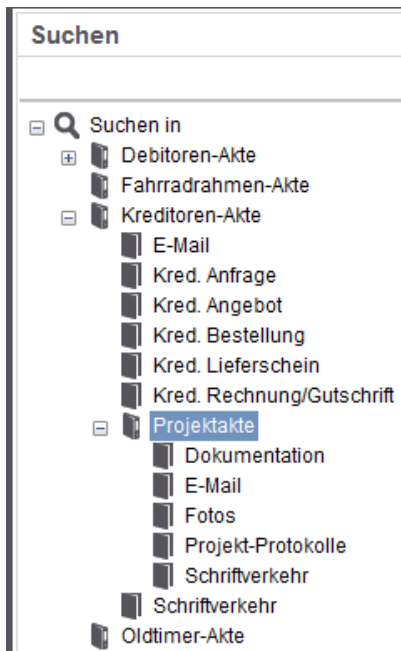 Suchen
Suchen in
Debitoren-Akte
Fahrradrahmen-Akte
Kreditoren-Akte
E-Mail
Kred. Anfrage
Kred. Angebot
Kred. Bestellung
Kred. Lieferschein
Kred. Rechnung/Gutschrift
Projektakte
Dokumentation
E-Mail
Fotos
Projekt-Protokolle
Schriftverkehr
Schriftverkehr
Oldtimer-Akte